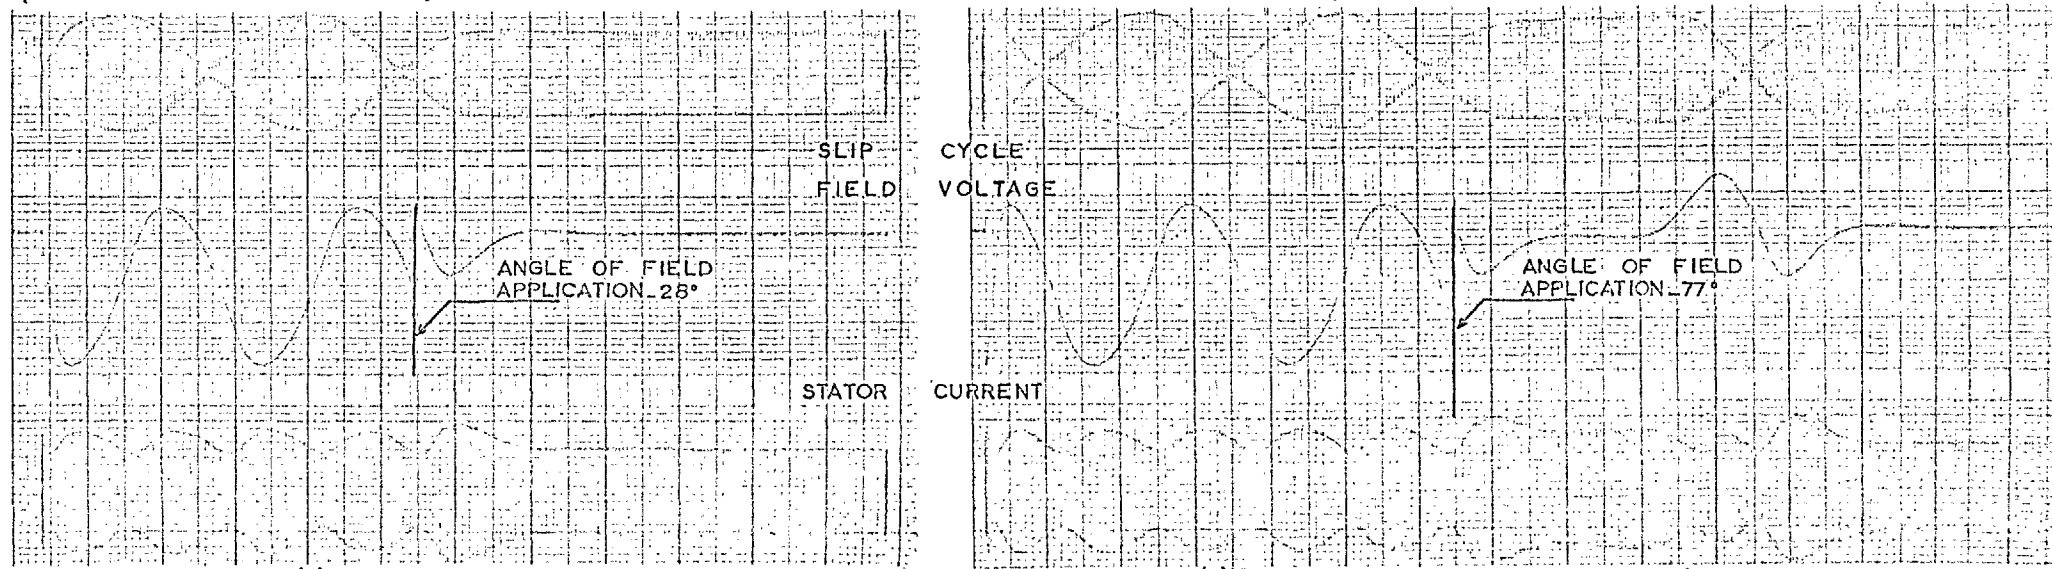 SLIP CYCLE
FIELD VOLTAGE
ANGLE OF FIELD
APPLICATION_28°
ANGLE OF FIELD
APPLICATION_77°
STATOR CURRENT